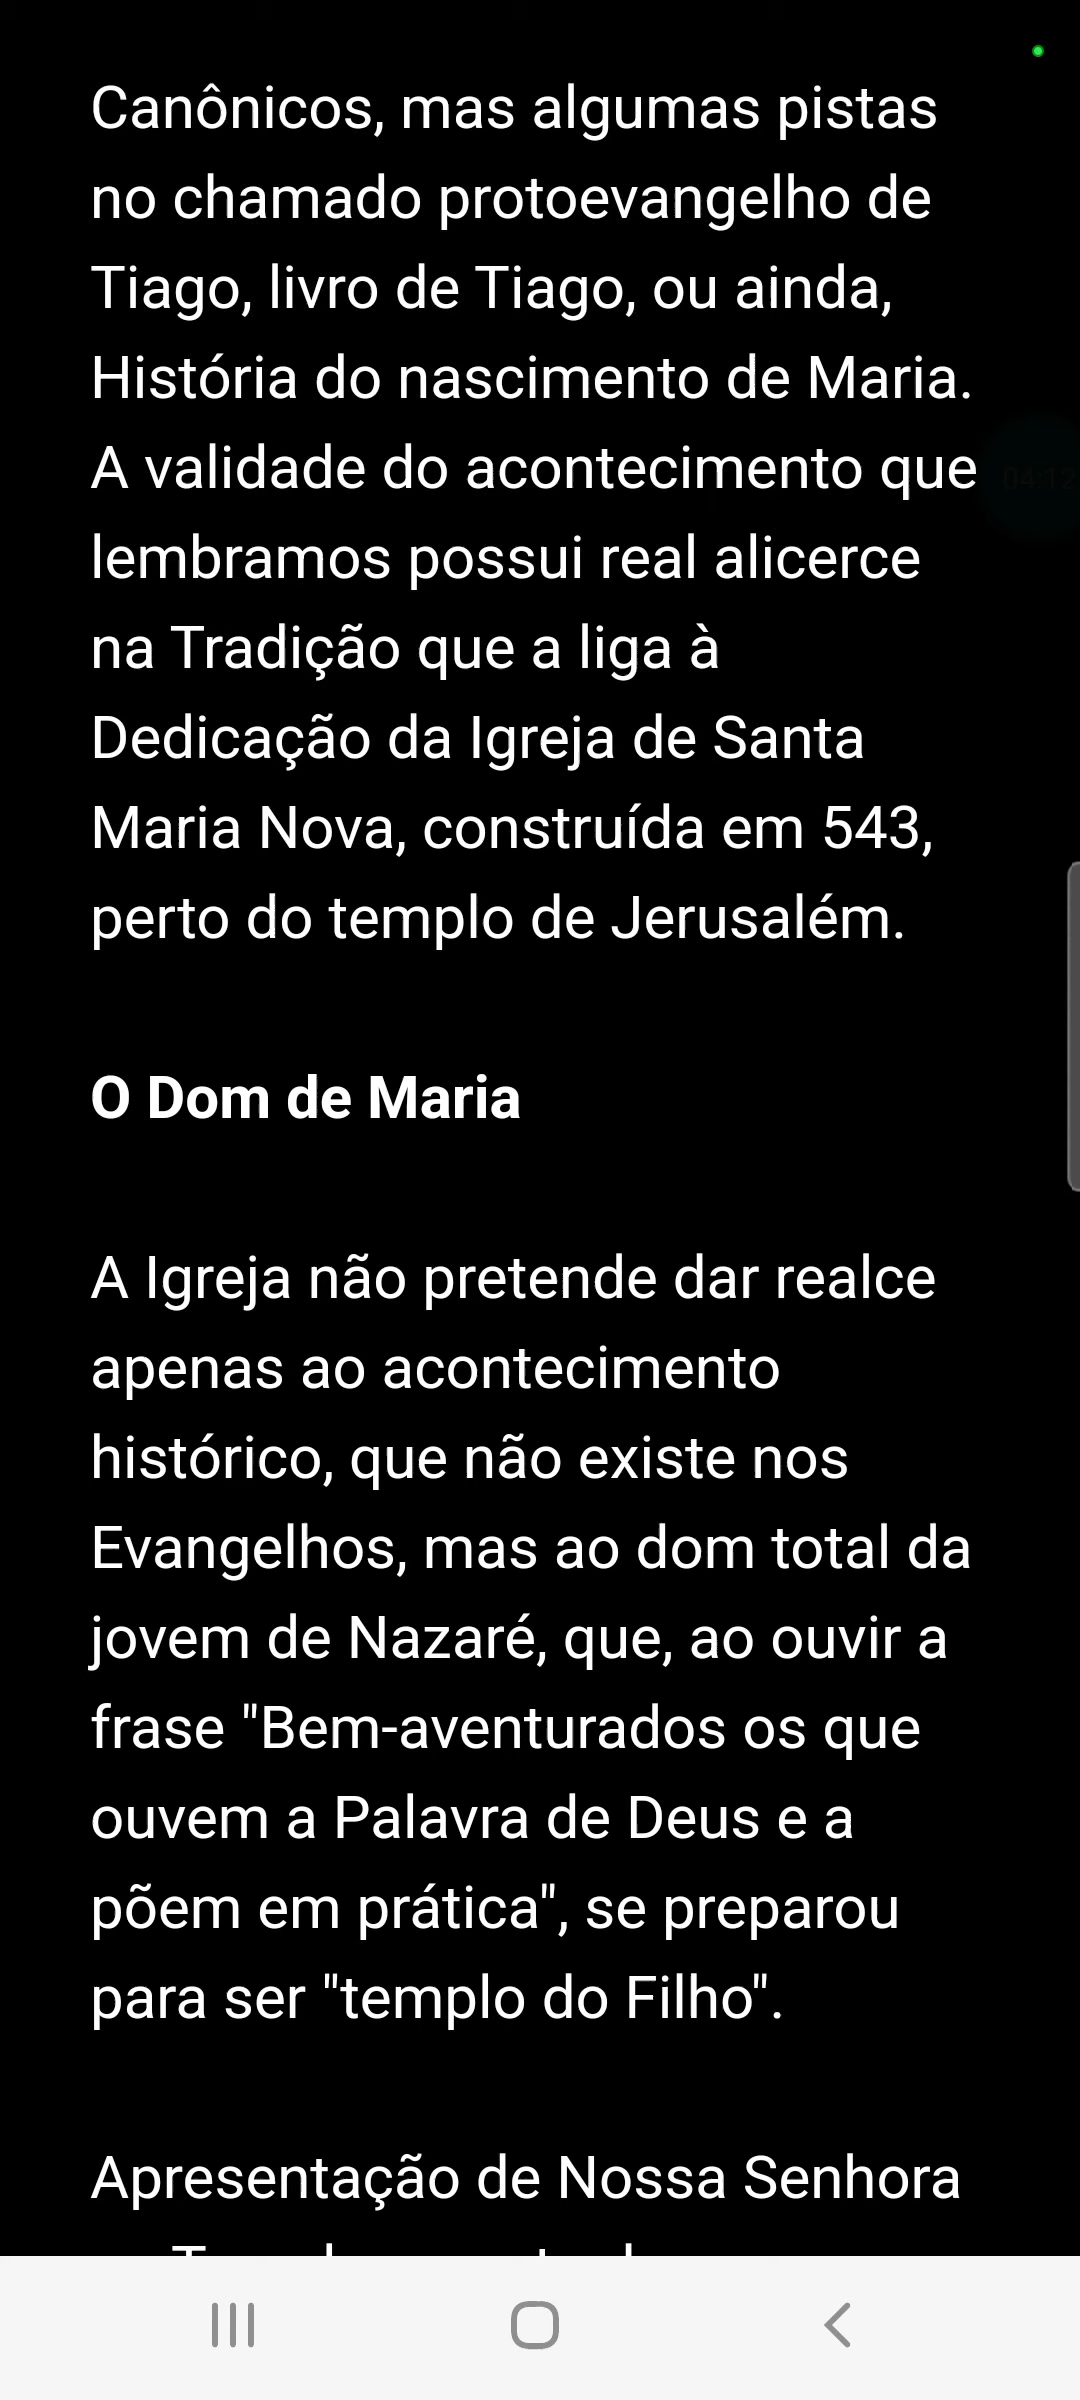 Canônicos, mas algumas pistas
no chamado protoevangelho de
Tiago, livro de Tiago, ou ainda,
História do nascimento de Maria.
A validade do acontecimento que
04:12
lembramos possui real alicerce
na Tradição que a liga à
Dedicação da Igreja de Santa
Maria Nova, construída em 543,
perto do templo de Jerusalém.
O Dom de Maria
A Igreja não pretende dar realce
apenas ao acontecimento
histórico, que não existe nos
Evangelhos, mas ao dom total da
jovem de Nazaré, que, ao ouvir a
frase "Bem-aventurados os que
ouvem a Palavra de Deus e a
põem em prática", se preparou
para ser "templo do Filho".
Apresentação de Nossa Senhora